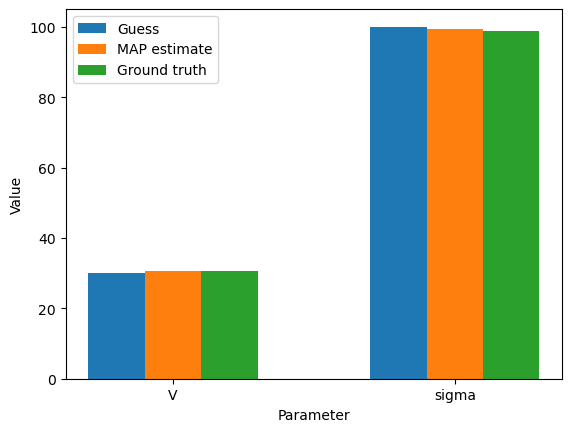 Guess
MAP estimate
Ground truth
100
80
60
40
20
0
Value
V
sigma
Parameter